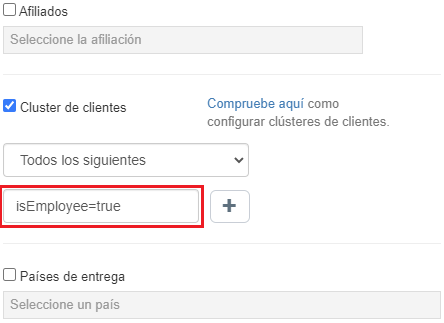 Afiliados
Seleccione la afiliación
Cluster de clientes
Compruebe aquí como
configurar clústeres de clientes.
Todos los siguientes
isEmployee=true
+
Países de entrega
Seleccione un país